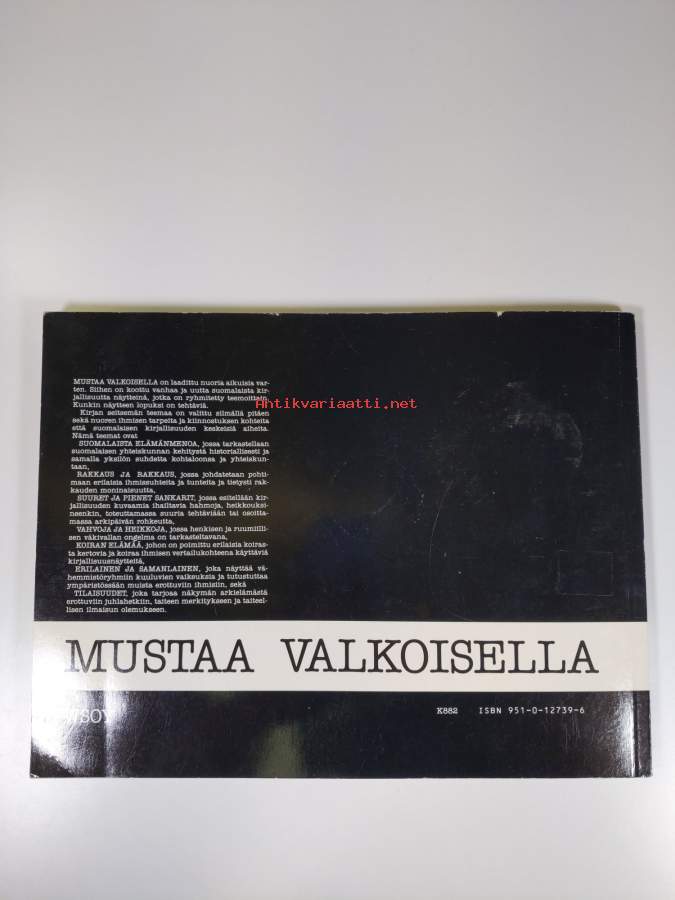 MUSTAA VALKOISELLA on laadittu nuoria aikuisia var-
ten. Siihen on koottu vanhaa ja uutta suomalaista kir-
jallisuutta näytteinä, jotka on ryhmitetty teemoittain.
Kunkin näytteen lopuksi on tehtäviä.
Kirjan seitsemän teemaa on valittu silmällä pitäen
sekä nuoren ihmisen tarpeita ja kiinnostuksen kohteita
että suomalaisen kirjallisuuden keskeisiä aiheita.
Nämä teemat ovat
SUOMALAISTA ELÄMÄNMENOA, jossa tarkastellaan
suomalaisen yhteiskunnan kehitystä historiallisesti ja
samalla yksilön suhdetta kohtaloonsa ja yhteiskun-
taan,
RAKKAUS JA RAKKAUS, jossa johdatetaan pohti-
maan erilaisia ihmissuhteita ja tunteita ja tietysti rak-
kauden moninaisuutta,
SUURET JA PIENET SANKARIT, jossa esitellään kir-
jallisuuden kuvaamia ihailtavia hahmoja, heikkouksi-
neenkin, toteuttamassa suuria tehtäviään tai osoitta-
massa arkipäivän rohkeutta,
VAHVOJA JA HEIKKOJA, jossa henkisen ja ruumiilli-
sen väkivallan ongelma on tarkasteltavana,
KOIRAN ELÄMÄÄ, johon on poimittu erilaisia koiras-
ta kertovia ja koiraa ihmisen vertailukohteena käyttäviä
kirjallisuusnäytteitä,
ERILAINEN JA SAMANLAINEN, joka näyttää vä-
hemmistöryhmiin kuuluvien vaikeuksia ja tutustuttaa
ympäristössään muista erottuviin ihmisiin, sekä
TILAISUUDET, joka tarjoaa näkymän arkielämästä
erottuviin juhlahetkiin, taiteen merkitykseen ja taiteel-
lisen ilmaisun olemukseen.
Antikvariaatti.net
MUSTAA VALKOISELLA
WSOY
K882 ISBN 951-0-12739-6